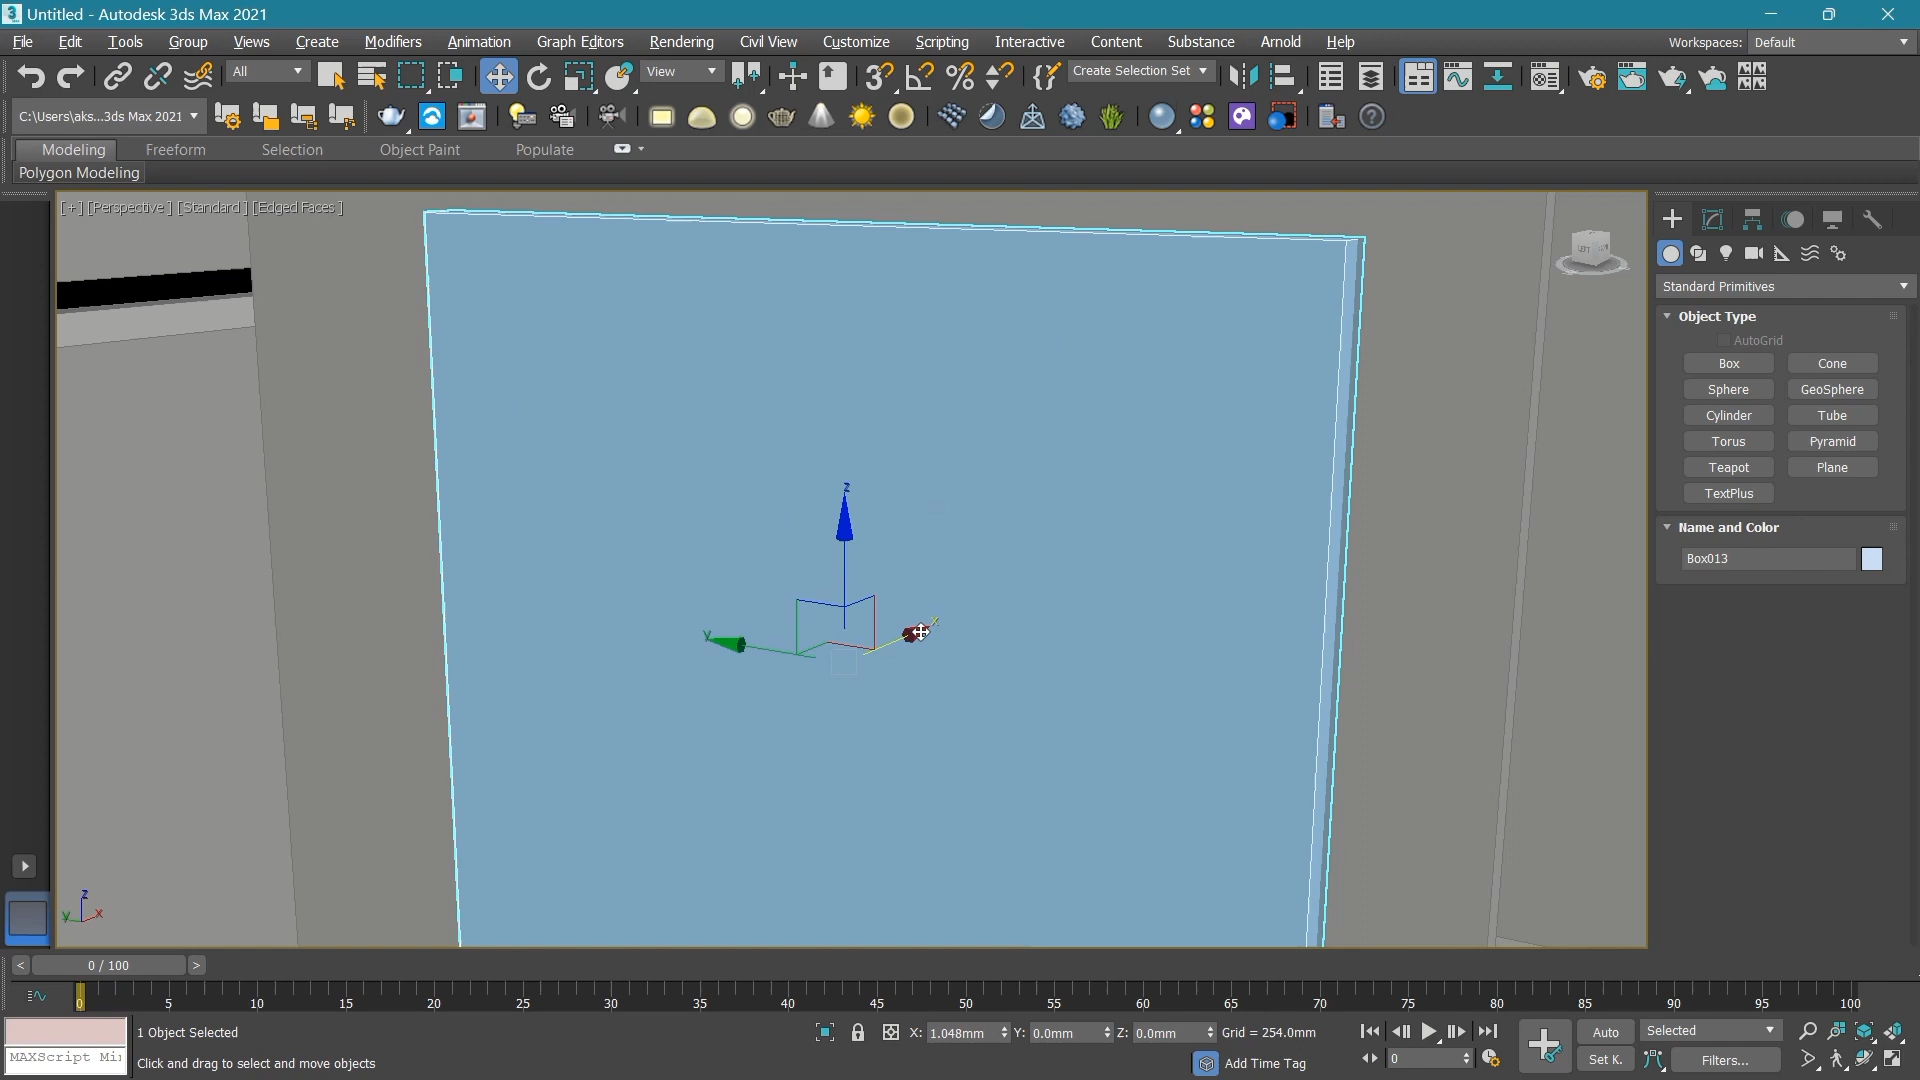 3 Untitled - Autodesk 3ds Max 2021
File Edit Tools Group Views Create Modifiers Animation Graph Editors Rendering Civil View Customize Scripting Interactive Content Substance Arnold Help Workspaces: Default
All View Create Selection Set
C:\Users\aks...3ds Max 2021
Modeling Freeform Selection Object Paint Populate
Polygon Modeling
[+] [Perspective] [Standard] [Edged Faces]
LEFT
Standard Primitives
Object Type
AutoGrid
Box Cone
Sphere GeoSphere
Cylinder Tube
Torus Pyramid
Teapot Plane
TextPlus
Name and Color
Box013
z
y x
z
y x
< 0 / 100 >
0 5 10 15 20 25 30 35 40 45 50 55 60 65 70 75 80 85 90 95 100
1 Object Selected X: 1.048mm Y: 0.0mm Z: 0.0mm Grid = 254.0mm Auto Selected
MAXScript Mi
Click and drag to select and move objects Add Time Tag 0 Set K. Filters...